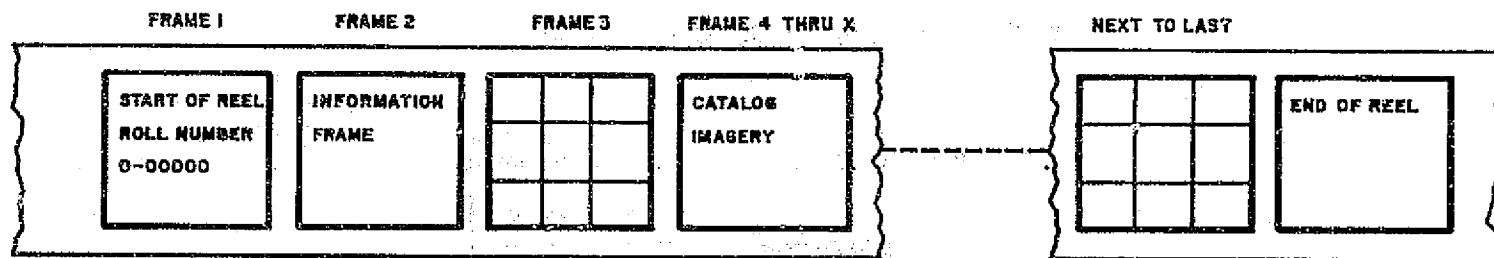 FRAME 1 FRAME 2 FRAME 3 FRAME 4 THRU X NEXT TO LAST
START OF REEL
ROLL NUMBER
0-00000
INFORMATION
FRAME
CATALOG
IMAGERY
END OF REEL